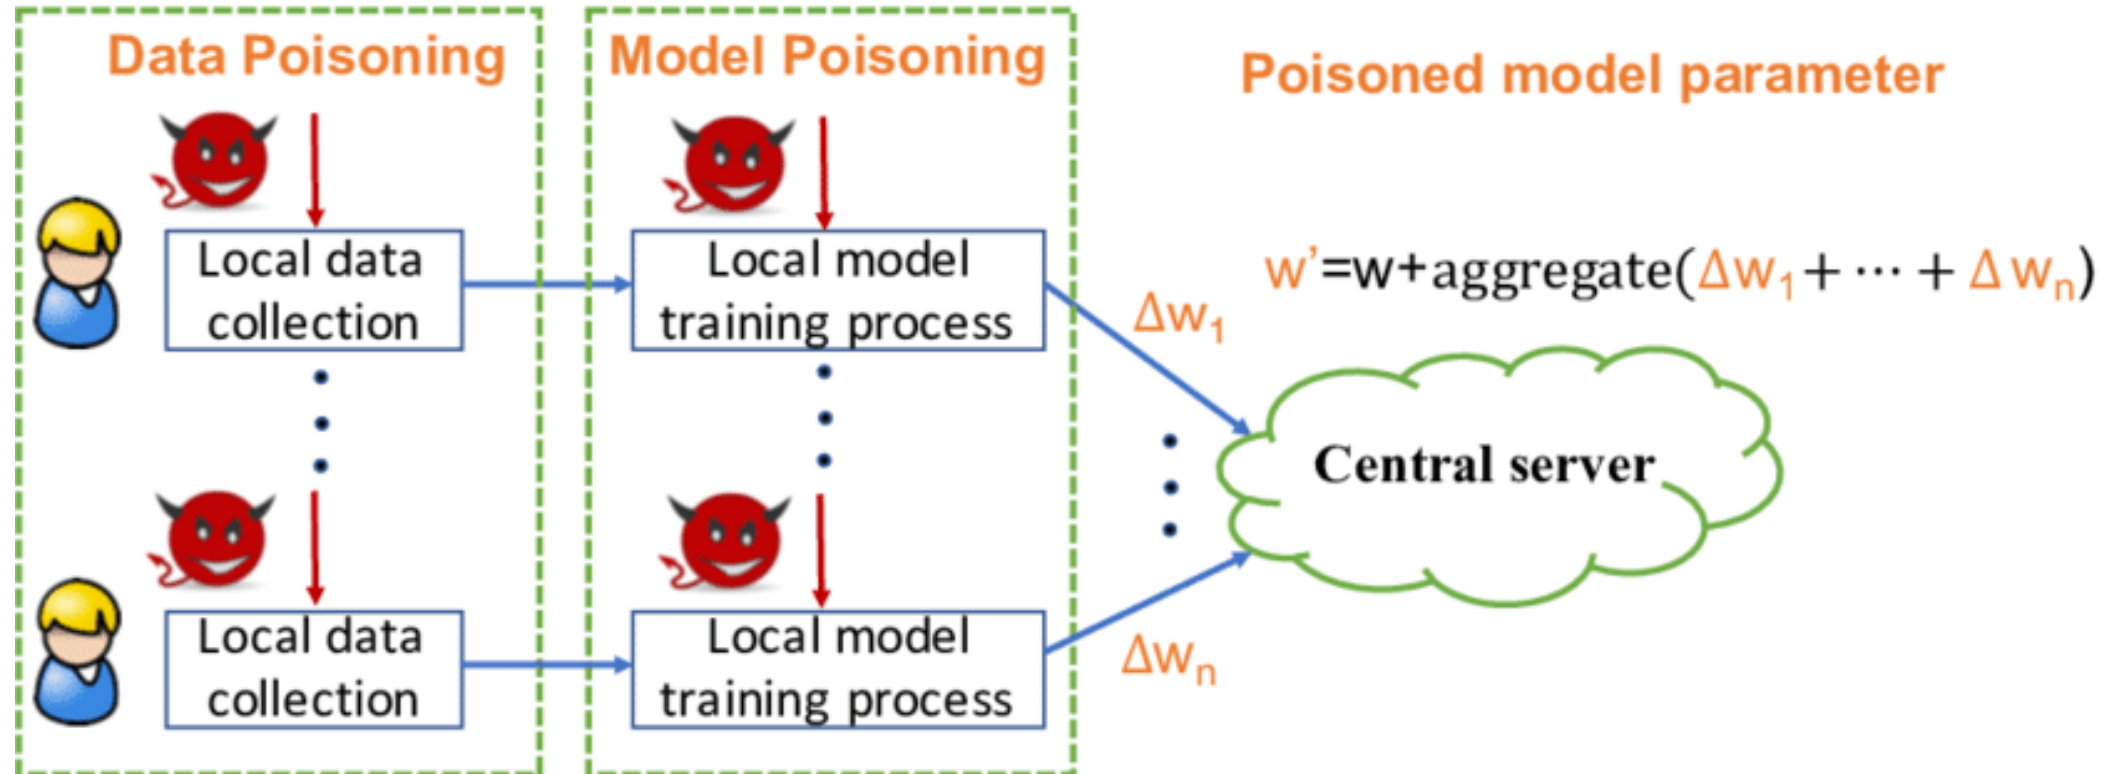 Data Poisoning
Model Poisoning
Poisoned model parameter
Local data
collection
Local model
training process
Δw₁
w'=w+aggregate(Δw₁+⋯+Δwₙ)
Central server
Local data
collection
Local model
training process
Δwₙ